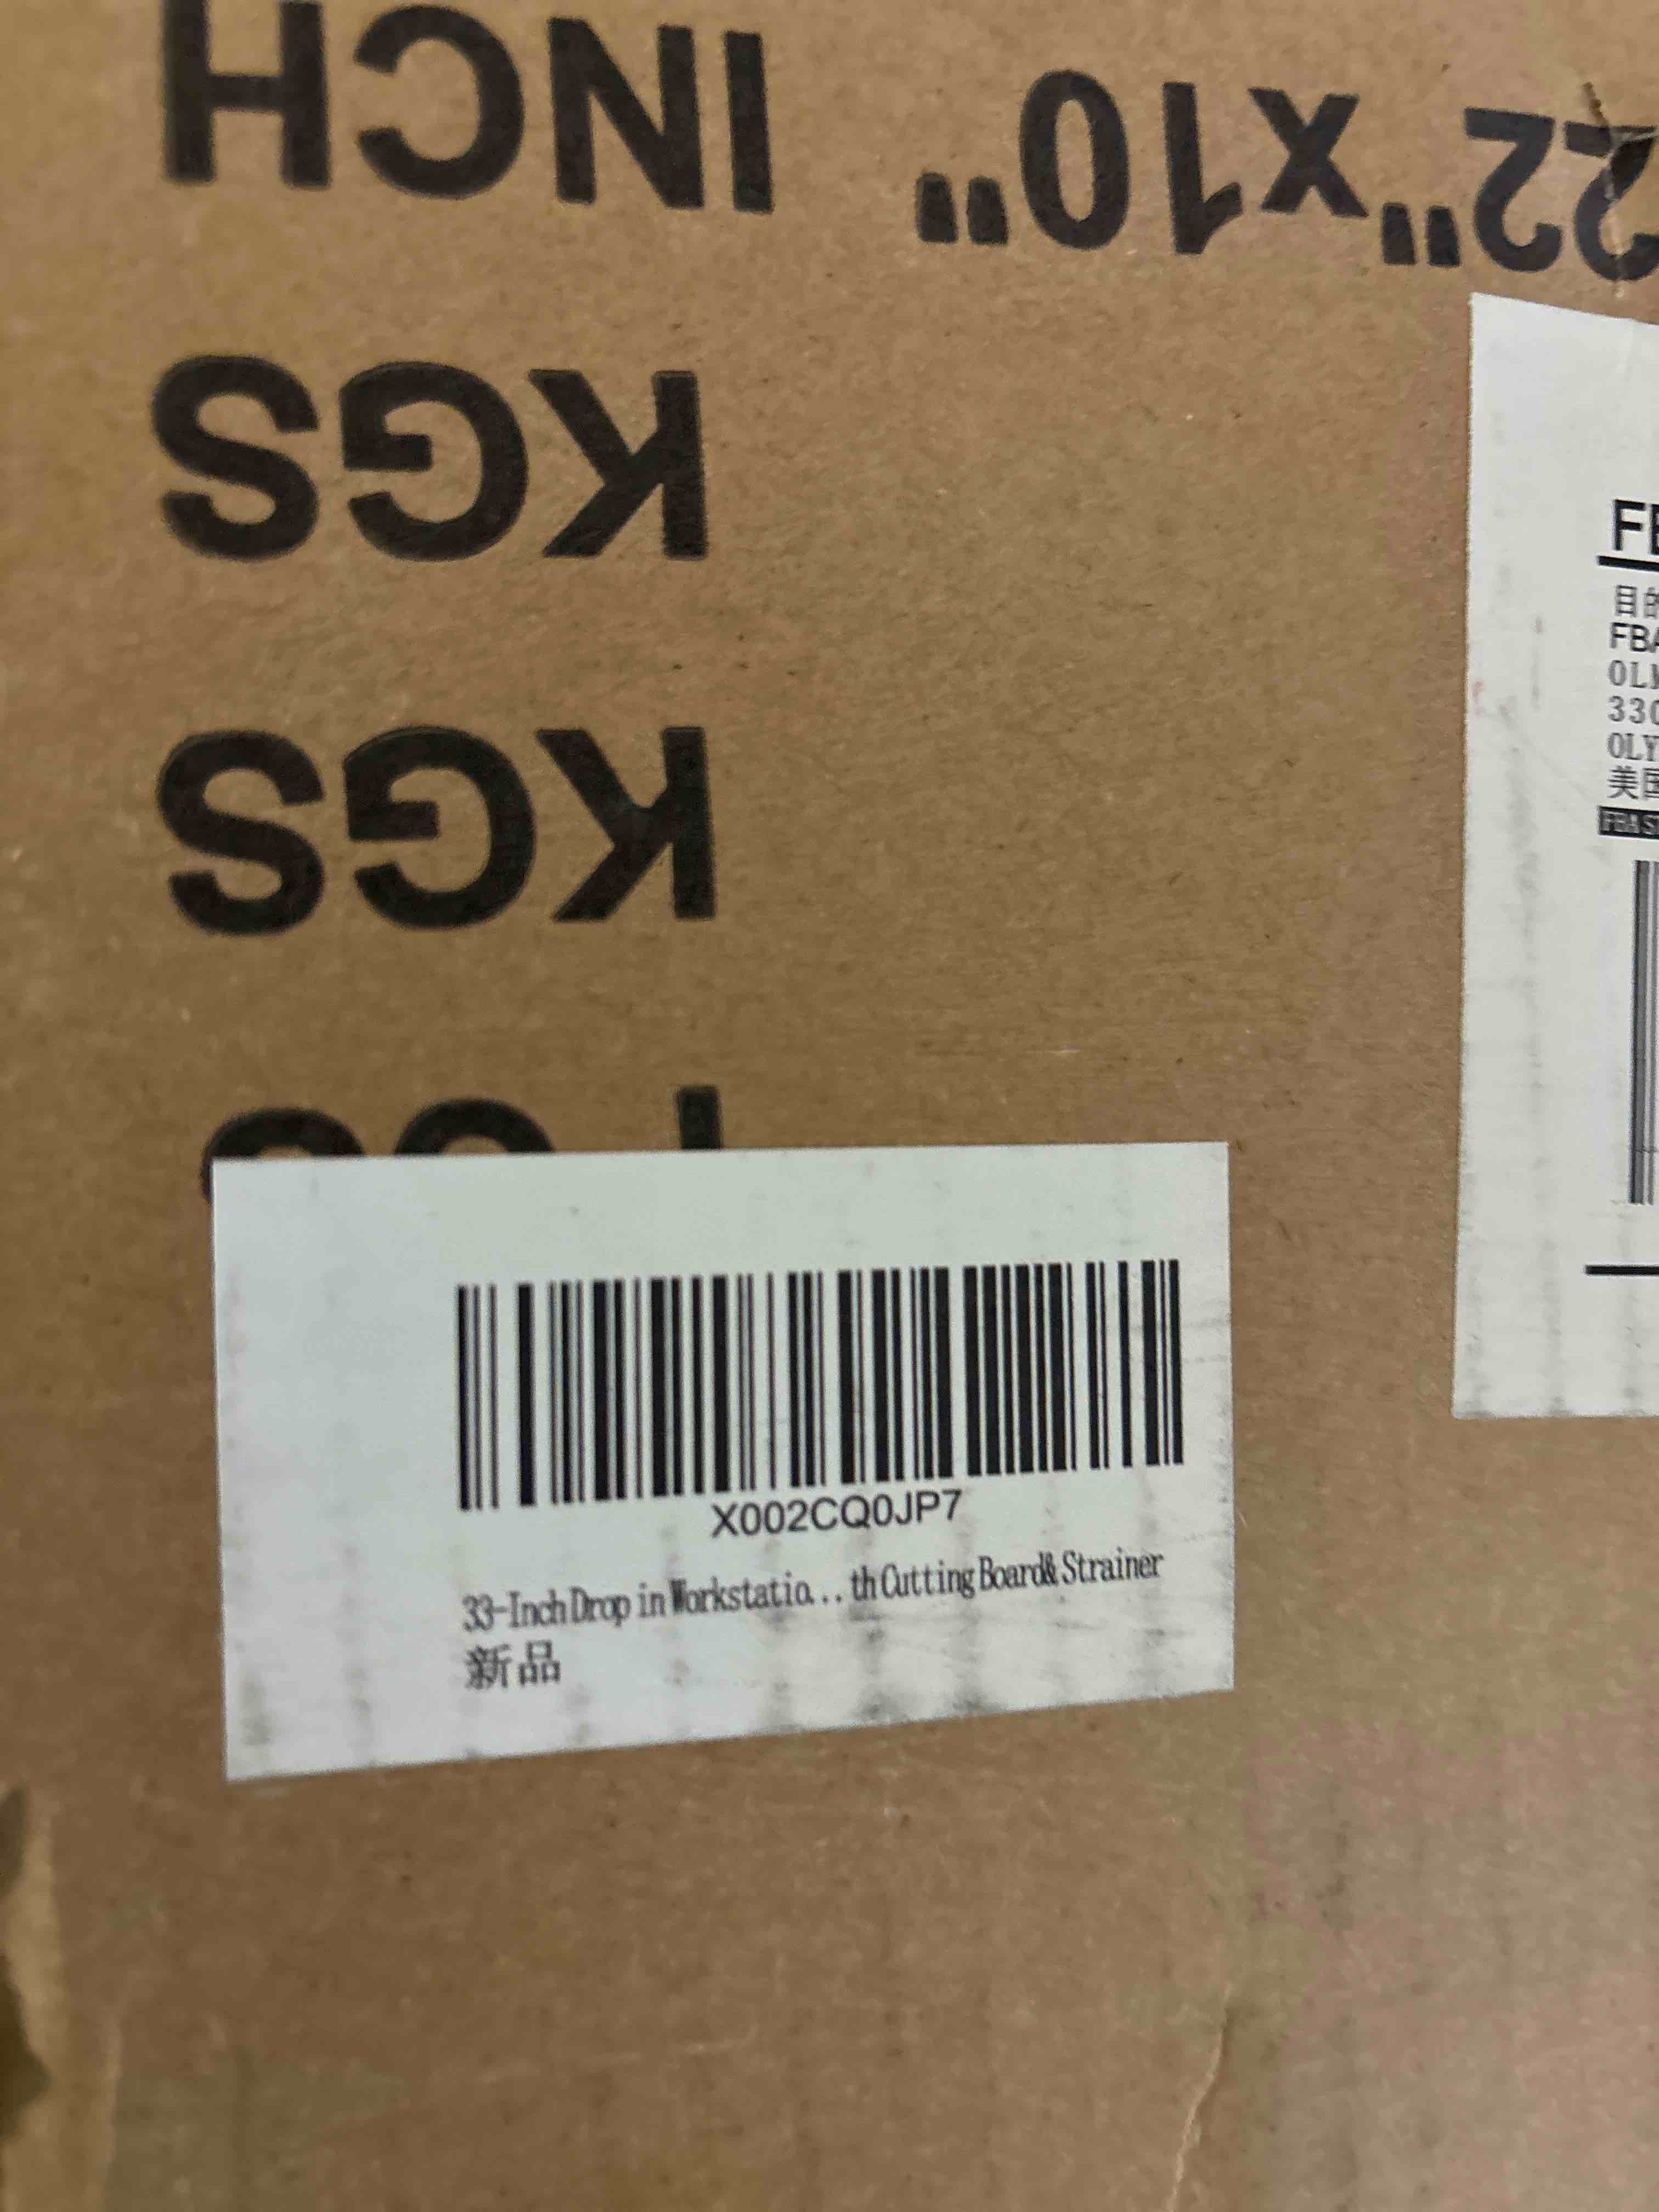 22"x10" INCH
KGS
KGS
X002CQ0JP7
33-Inch Drop in Workstatio... th Cutting Board& Strainer
新品
FB
目的
FBA
OLM
330
OLY
美国